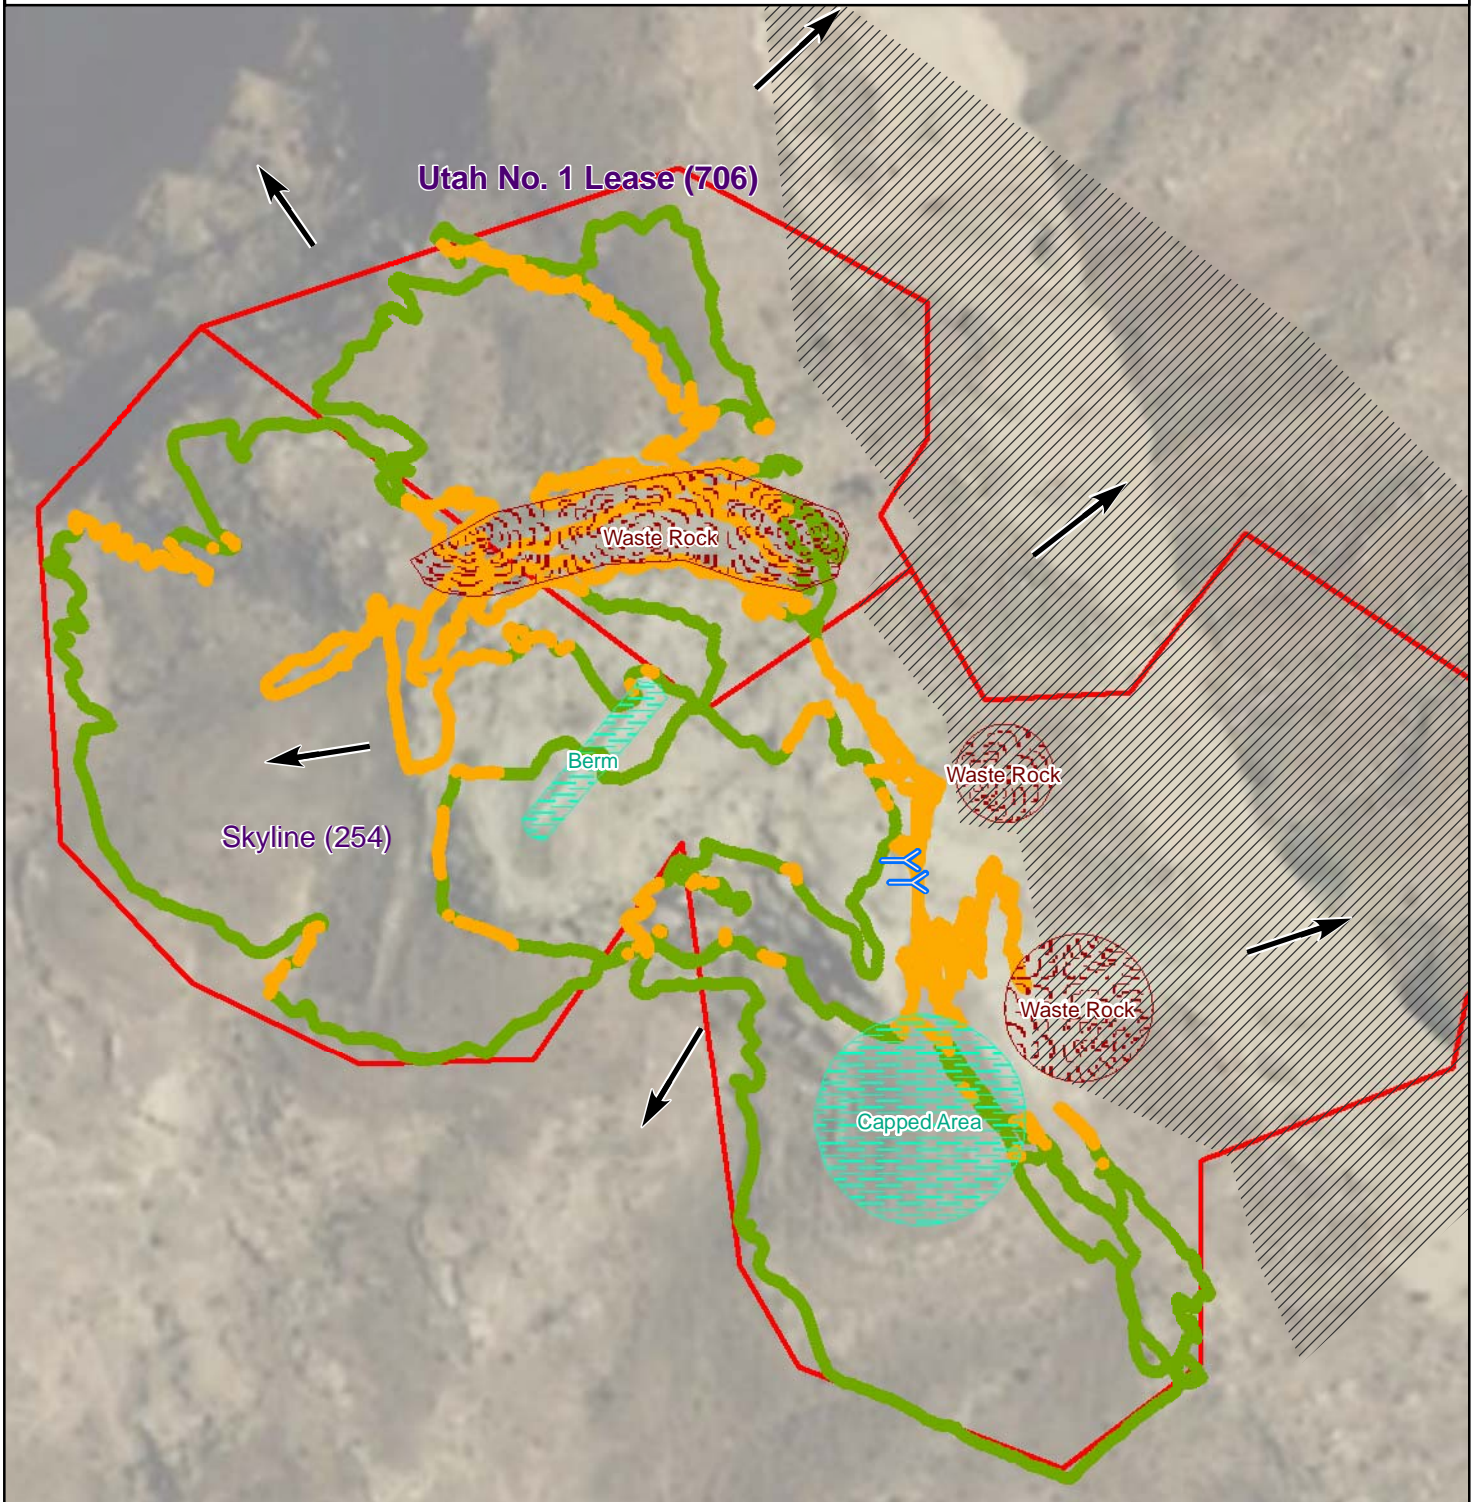 Utah No. 1 Lease (706)
Waste Rock
Berm
Waste Rock
Skyline (254)
Waste Rock
Capped Area